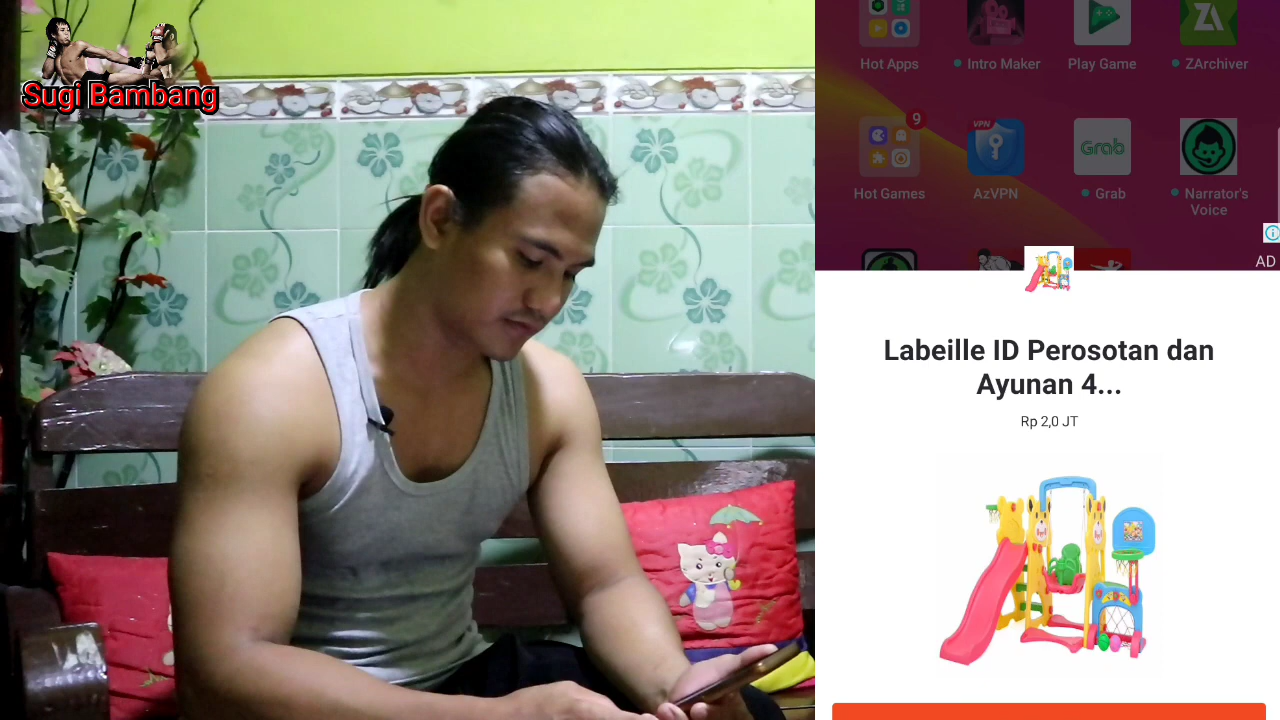 Sugi Bambang
Hot Apps
Intro Maker
Play Game
ZArchiver
ZA
9
VPN
Grab
Hot Games
AzVPN
Grab
Narrator's
Voice
AD
Labeille ID Perosotan dan
Ayunan 4...
Rp 2,0 JT